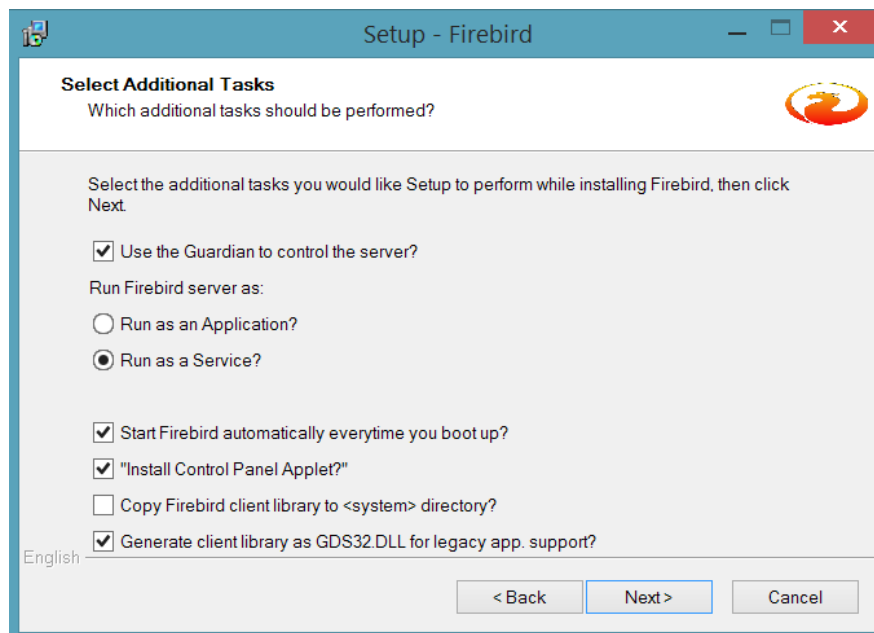 Setup - Firebird
Select Additional Tasks
Which additional tasks should be performed?
Select the additional tasks you would like Setup to perform while installing Firebird, then click
Next.
Use the Guardian to control the server?
Run Firebird server as:
Run as an Application?
Run as a Service?
Start Firebird automatically everytime you boot up?
"Install Control Panel Applet?"
Copy Firebird client library to <system> directory?
Generate client library as GDS32.DLL for legacy app. support?
English
< Back
Next >
Cancel